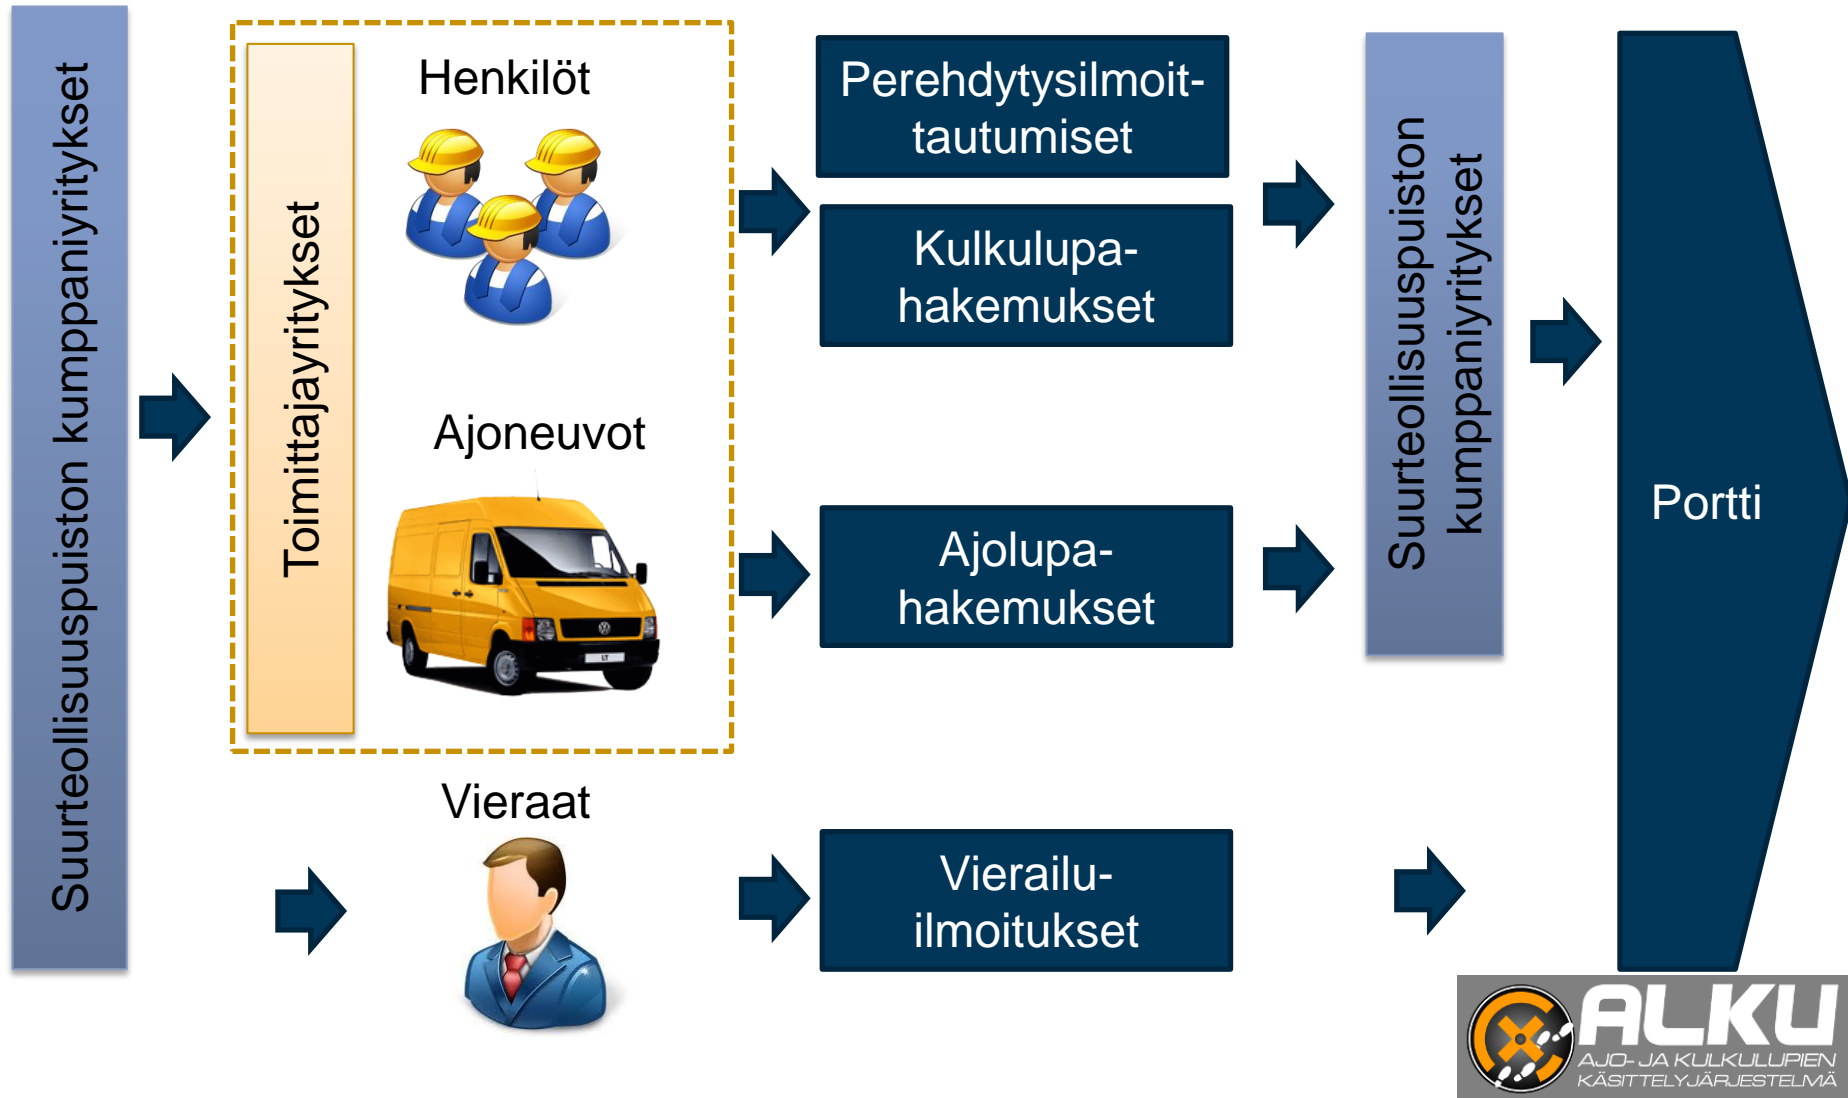 Suurteollisuuspuiston kumppaniyritykset
Toimittajayritykset
Henkilöt
Ajoneuvot
LT
Vieraat
Perehdytysilmoit-
tautumiset
Kulkulupa-
hakemukset
Ajolupa-
hakemukset
Vierailu-
ilmoitukset
Suurteollisuuspuiston
kumppaniyritykset
Portti
ALKU
AJO- JA KULKULUPIEN
KÄSITTELYJÄRJESTELMÄ